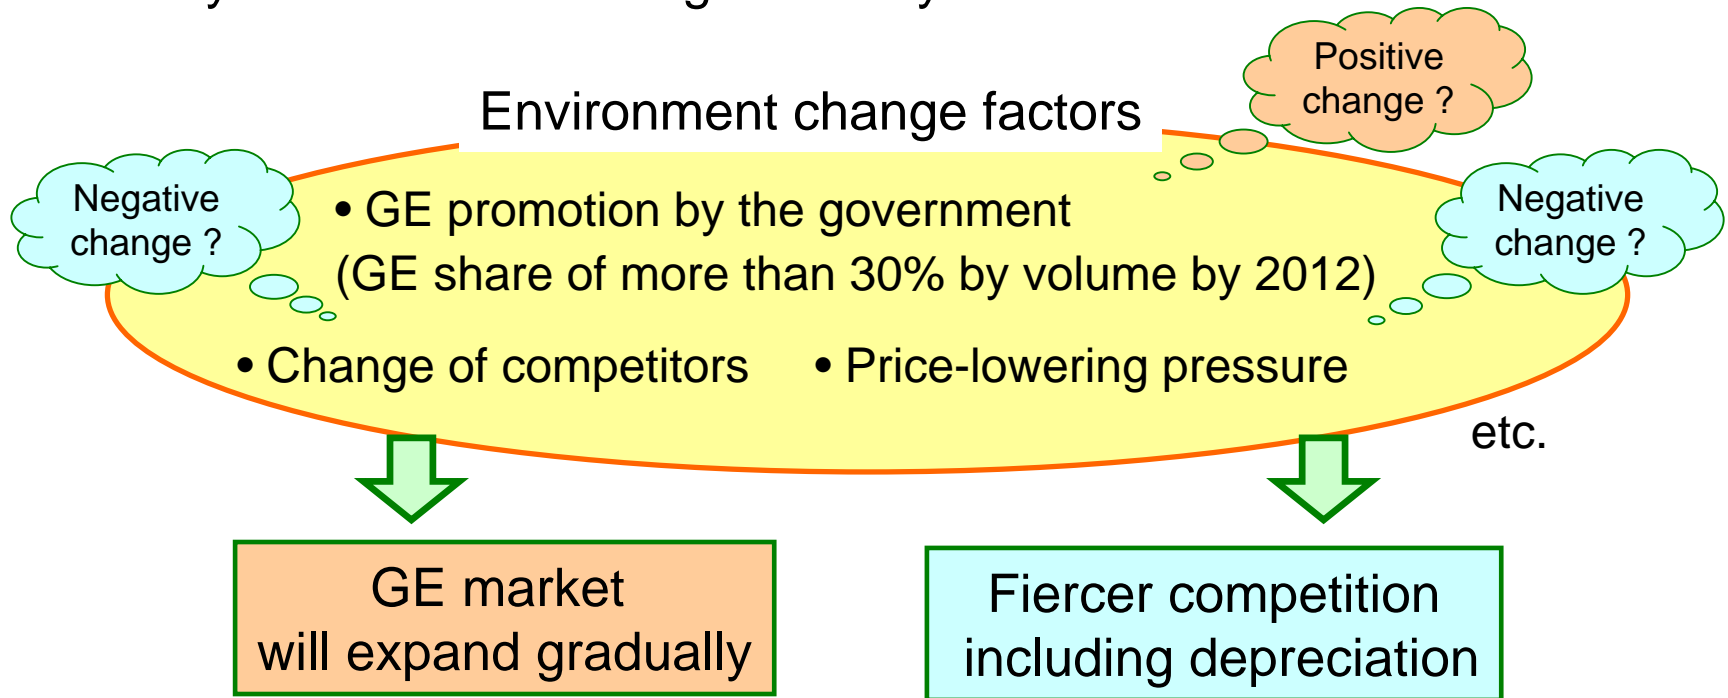 Positive
change ?
Environment change factors
Negative
change ?
• GE promotion by the government
(GE share of more than 30% by volume by 2012)
Negative
change ?
• Change of competitors • Price-lowering pressure
etc.
GE market
will expand gradually
Fiercer competition
including depreciation